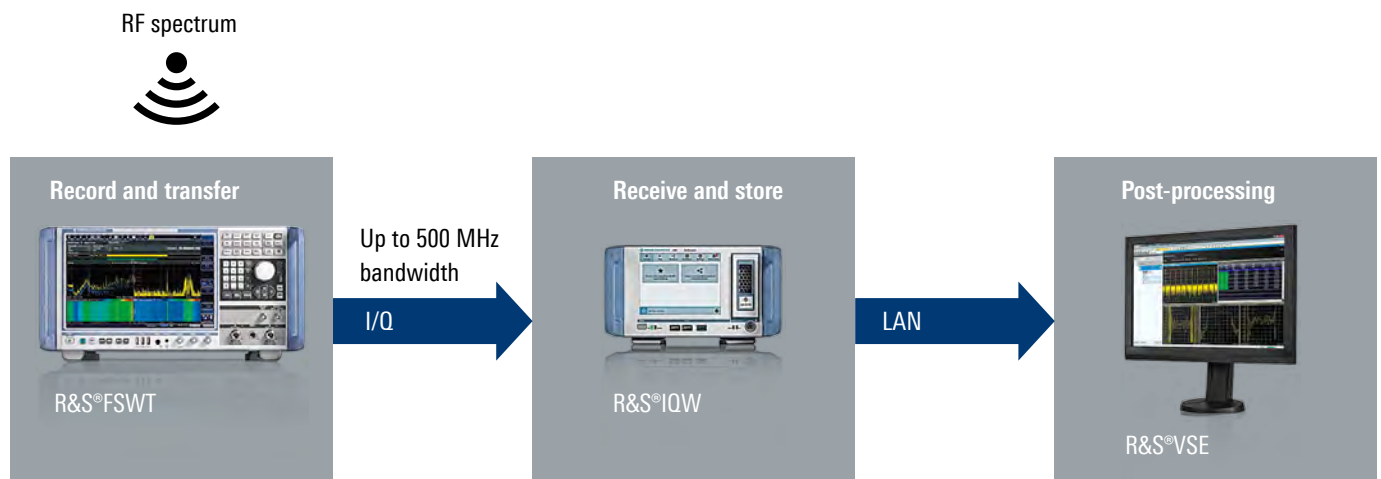 RF spectrum
Record and transfer
R&S®FSWT
Up to 500 MHz
bandwidth
I/Q
Receive and store
R&S®IQW
LAN
Post-processing
R&S®VSE